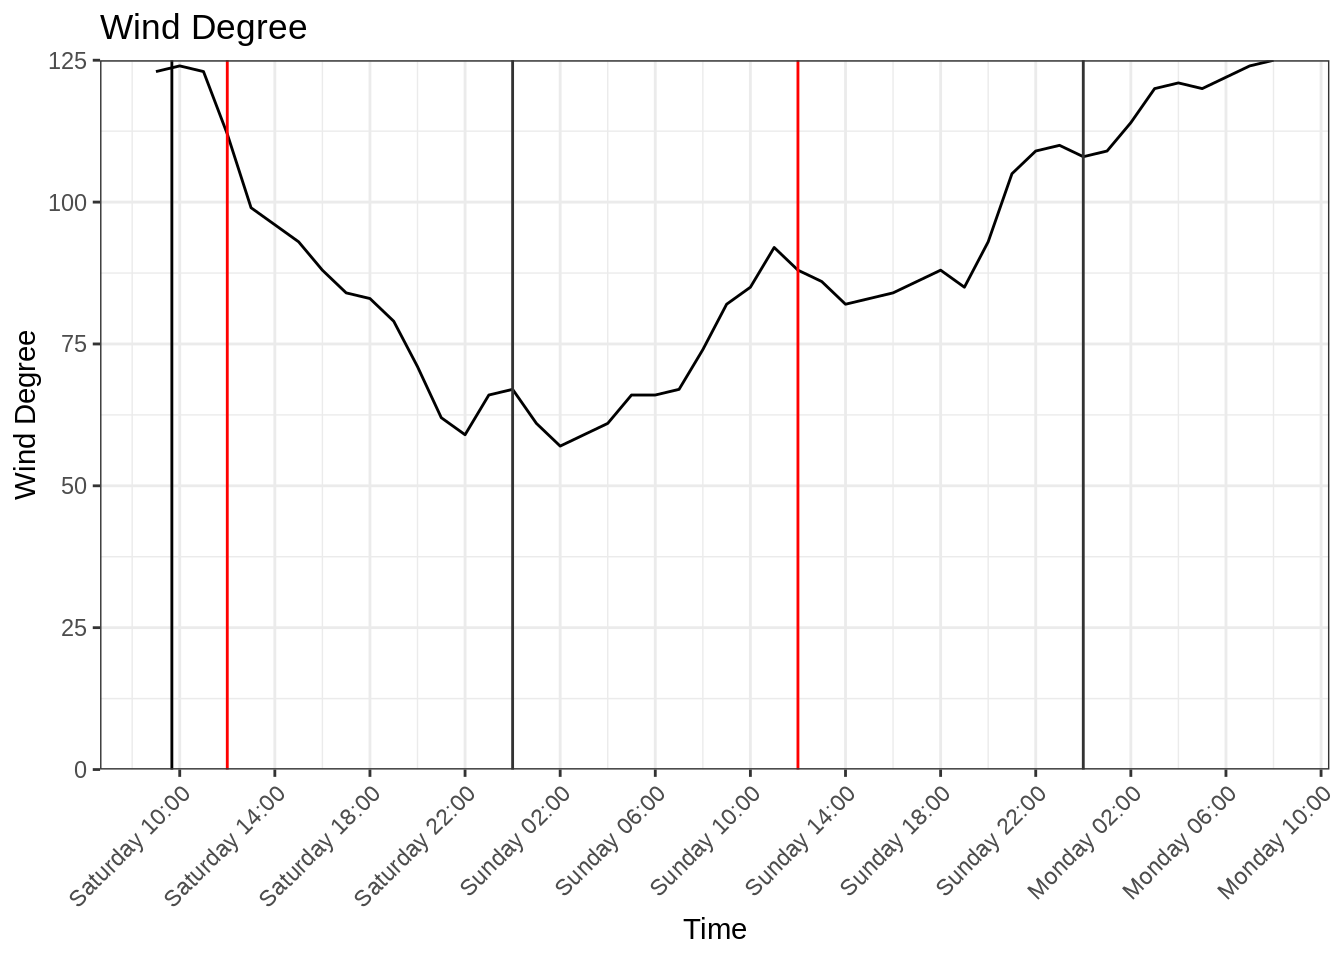 Wind Degree
125
100
75
50
25
0
Wind Degree
Saturday 10:00
Saturday 14:00
Saturday 18:00
Saturday 22:00
Sunday 02:00
Sunday 06:00
Sunday 10:00
Sunday 14:00
Sunday 18:00
Sunday 22:00
Monday 02:00
Monday 06:00
Monday 10:00
Time